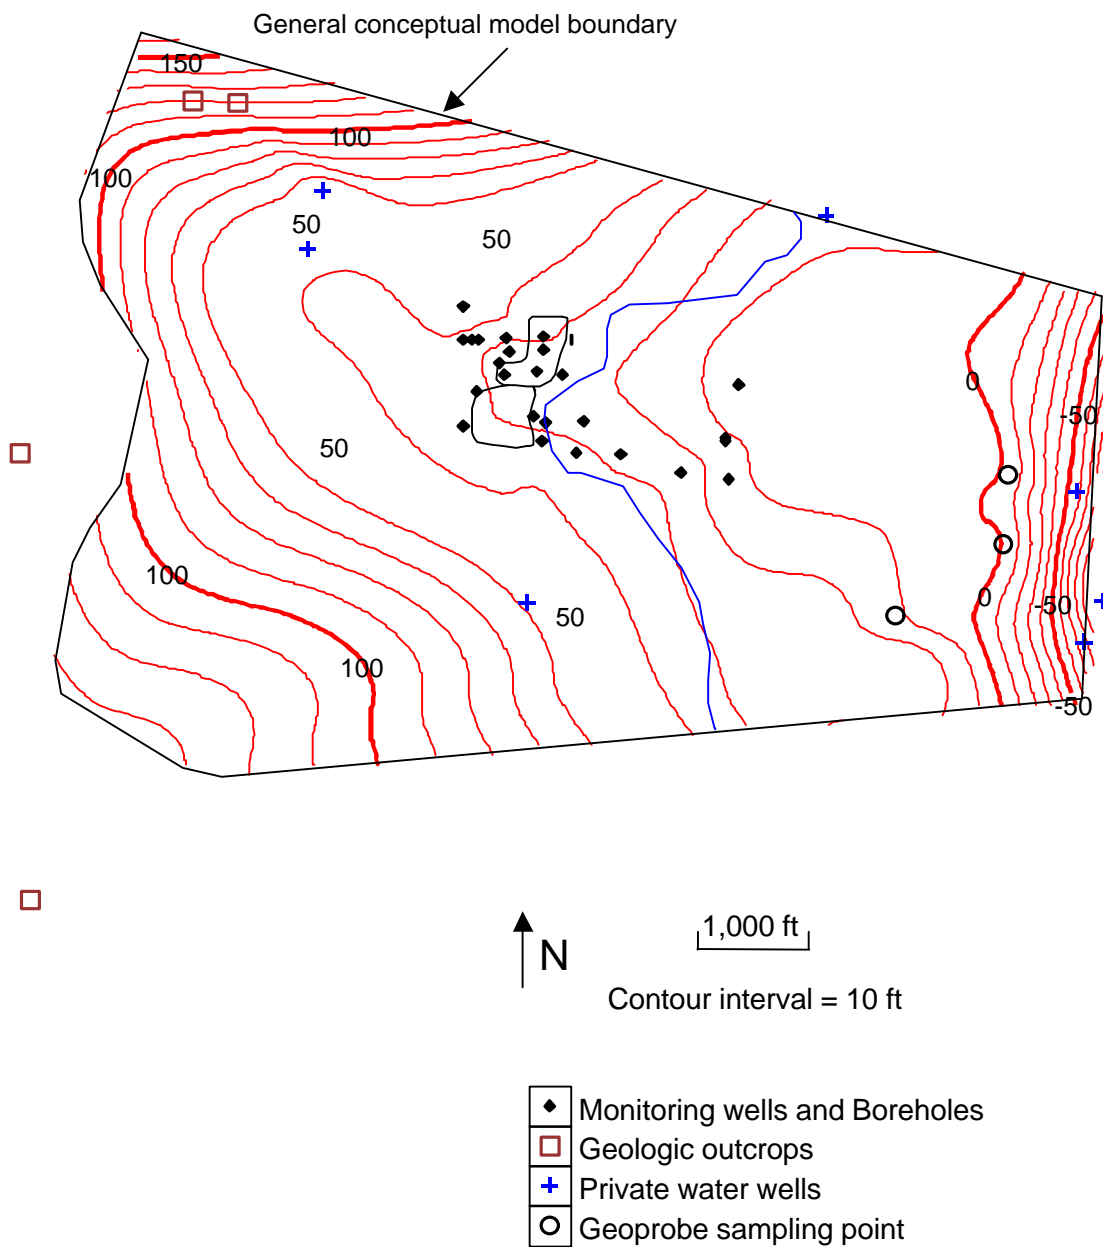 General conceptual model boundary
150
100
100
50
50
0
-50
50
100
0
-50
50
100
-50
1,000 ft
N
Contour interval = 10 ft
Monitoring wells and Boreholes
Geologic outcrops
Private water wells
Geoprobe sampling point